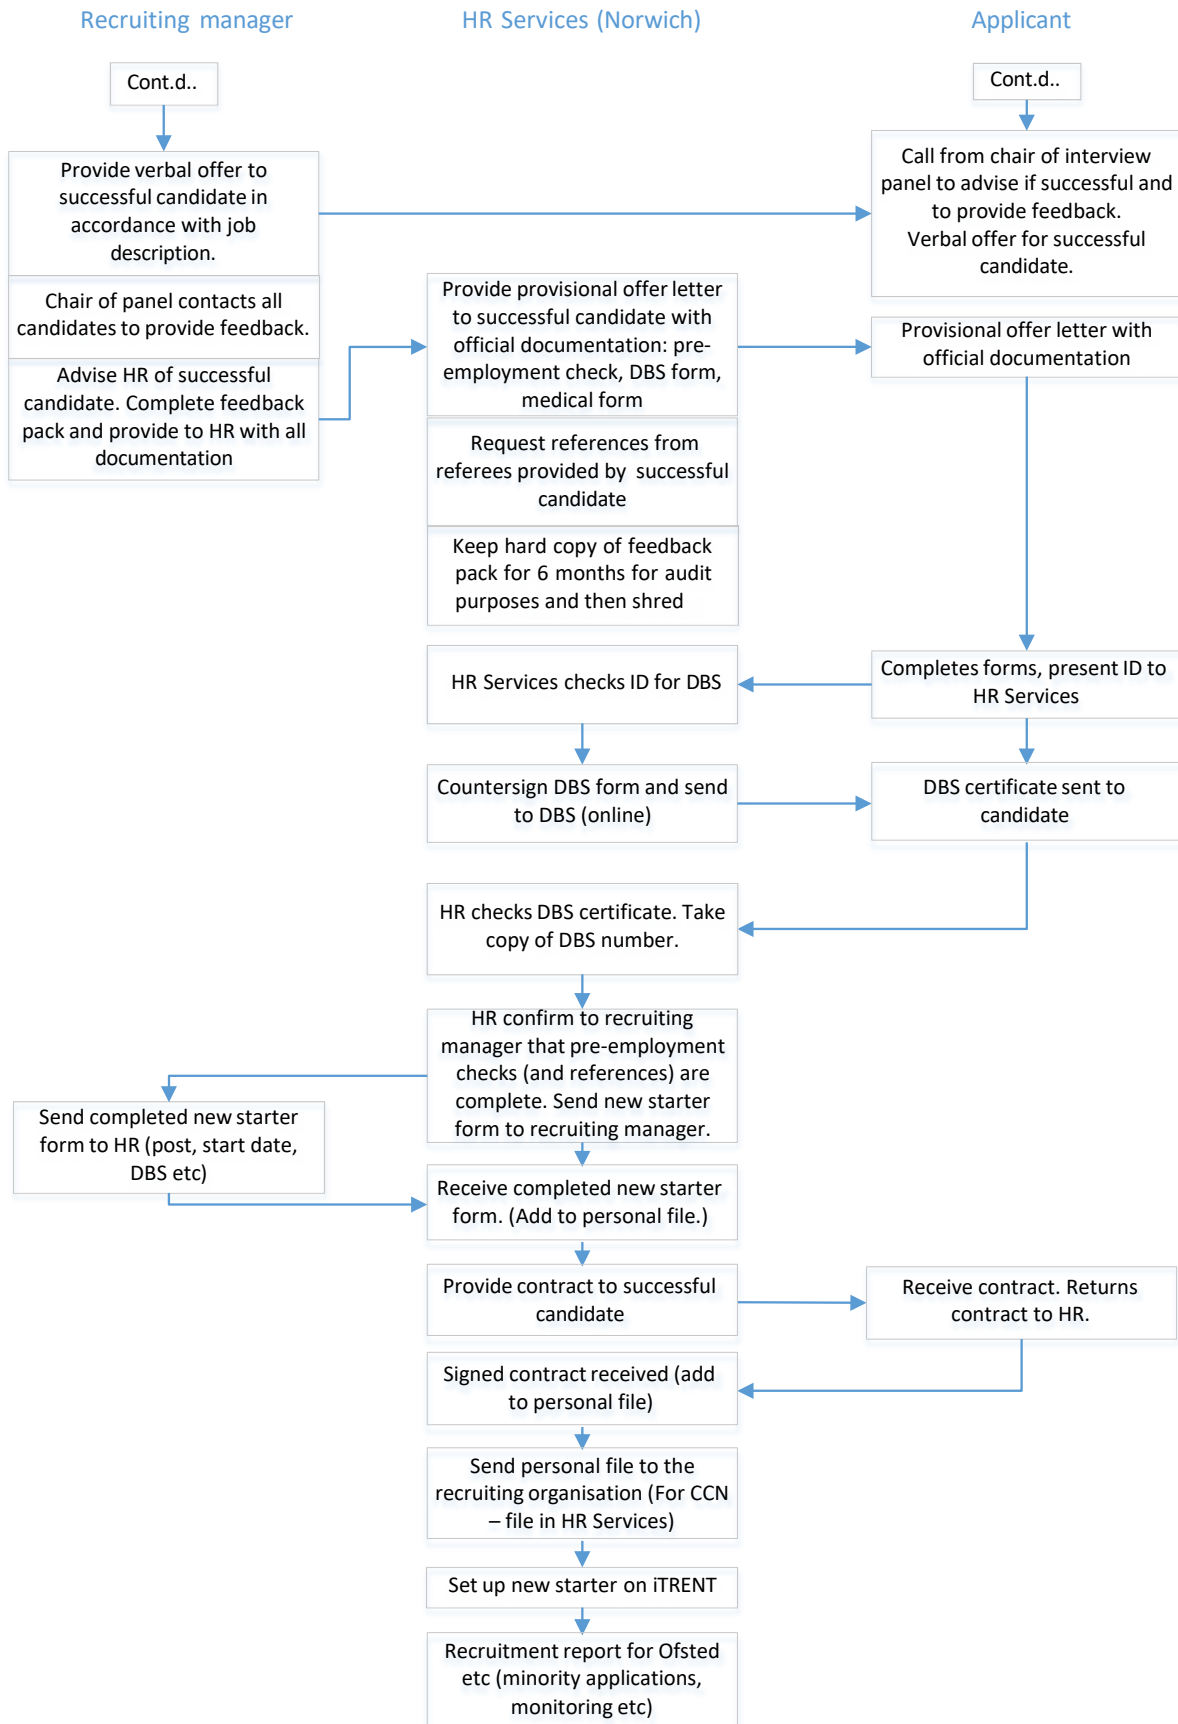 Recruiting manager
HR Services (Norwich)
Applicant
Cont.d..
Cont.d..
Provide verbal offer to
successful candidate in
accordance with job
description.
Call from chair of interview
panel to advise if successful and
to provide feedback.
Verbal offer for successful
candidate.
Chair of panel contacts all
candidates to provide feedback.
Advise HR of successful
candidate. Complete feedback
pack and provide to HR with all
documentation
Provide provisional offer letter
to successful candidate with
official documentation: pre-
employment check, DBS form,
medical form
Provisional offer letter with
official documentation
Request references from
referees provided by  successful
candidate
Keep hard copy of feedback
pack for 6 months for audit
purposes and then shred
Completes forms, present ID to
HR Services
HR Services checks ID for DBS
Countersign DBS form and send
to DBS (online)
DBS certificate sent to
candidate
HR checks DBS certificate. Take
copy of DBS number.
HR confirm to recruiting
manager that pre-employment
checks (and references) are
complete. Send new starter
form to recruiting manager.
Send completed new starter
form to HR (post, start date,
DBS etc)
Receive completed new starter
form. (Add to personal file.)
Provide contract to successful
candidate
Receive contract. Returns
contract to HR.
Signed contract received (add
to personal file)
Send personal file to the
recruiting organisation (For CCN
– file in HR Services)
Set up new starter on iTRENT
Recruitment report for Ofsted
etc (minority applications,
monitoring etc)